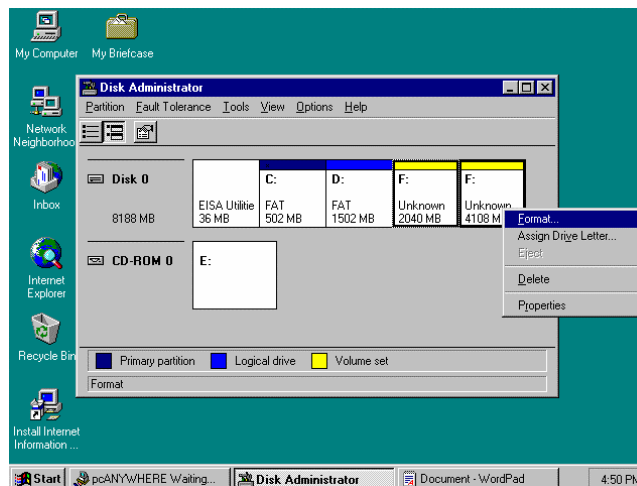 My Computer
My Briefcase
Network
Neighborhoo
Inbox
Internet
Explorer
Recycle Bin
Install Internet
Information ...
Disk Administrator
Partition Fault Tolerance Tools View Options Help
Disk 0
8188 MB
EISA Utilitie
36 MB
C:
FAT
502 MB
D:
FAT
1502 MB
F:
Unknown
2040 MB
F:
Unknown
4108 M
CD-ROM 0
E:
Format...
Assign Drive Letter...
Eject
Delete
Properties
Primary partition Logical drive Volume set
Format
Start pcANYWHERE Waiting... Disk Administrator Document - WordPad 4:50 PM